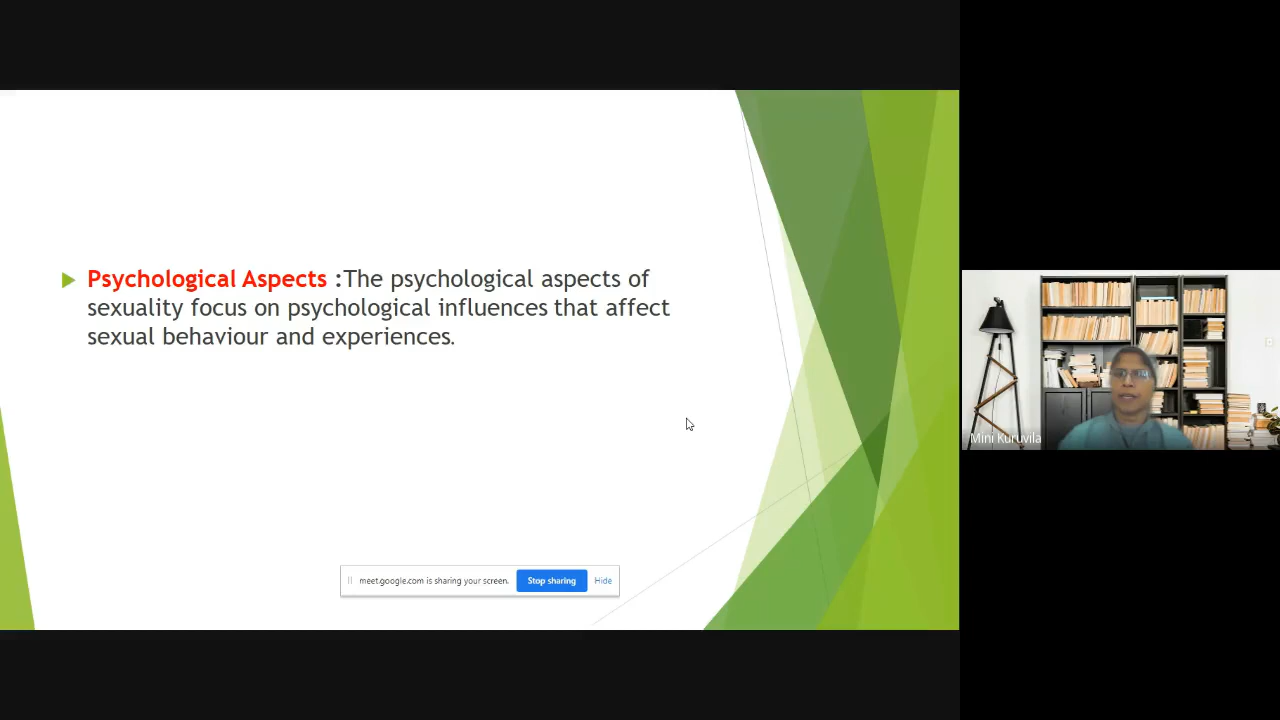 Psychological Aspects :The psychological aspects of
sexuality focus on psychological influences that affect
sexual behaviour and experiences.
meet.google.com is sharing your screen. Stop sharing Hide
Mini Kuruvila